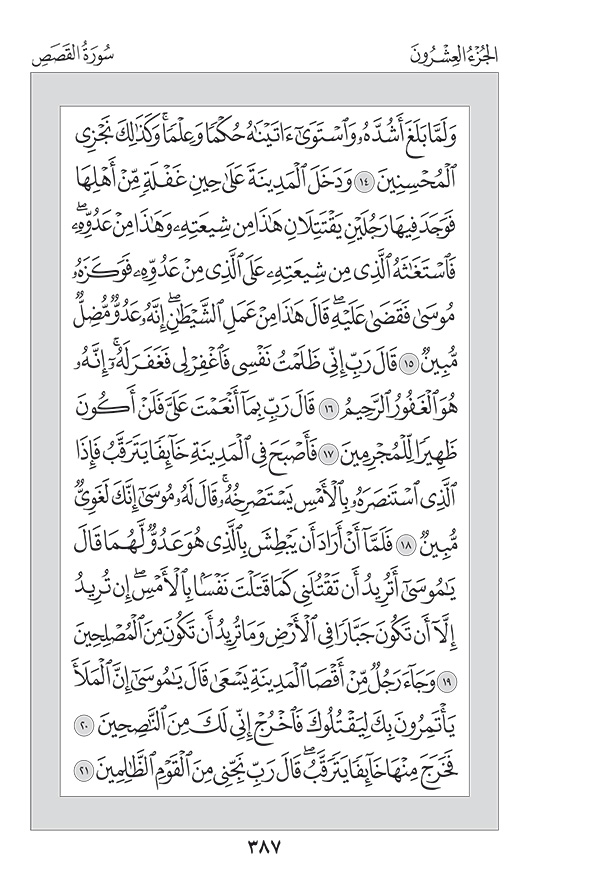 الجُزْءُ العِشْرُونَ
سُورَةُ القَصَصِ
وَلَمَّا بَلَغَ أَشُدَّهُۥ وَٱسْتَوَىٰٓ ءَاتَيْنَٰهُ حُكْمًا وَعِلْمًاۚ وَكَذَٰلِكَ نَجْزِى
ٱلْمُحْسِنِينَ ١٤ وَدَخَلَ ٱلْمَدِينَةَ عَلَىٰ حِينِ غَفْلَةٍ مِّنْ أَهْلِهَا
فَوَجَدَ فِيهَا رَجُلَيْنِ يَقْتَتِلَانِ هَٰذَا مِن شِيعَتِهِۦ وَهَٰذَا مِنْ عَدُوِّهِۦۖ
فَٱسْتَغَٰثَهُ ٱلَّذِى مِن شِيعَتِهِۦ عَلَى ٱلَّذِى مِنْ عَدُوِّهِۦ فَوَكَزَهُۥ
مُوسَىٰ فَقَضَىٰ عَلَيْهِۖ قَالَ هَٰذَا مِنْ عَمَلِ ٱلشَّيْطَٰنِۖ إِنَّهُۥ عَدُوٌّ مُّضِلٌّ
مُّبِينٌ ١٥ قَالَ رَبِّ إِنِّى ظَلَمْتُ نَفْسِى فَٱغْفِرْ لِى فَغَفَرَ لَهُۥٓۚ إِنَّهُۥ
هُوَ ٱلْغَفُورُ ٱلرَّحِيمُ ١٦ قَالَ رَبِّ بِمَآ أَنْعَمْتَ عَلَىَّ فَلَنْ أَكُونَ
ظَهِيرًا لِّلْمُجْرِمِينَ ١٧ فَأَصْبَحَ فِى ٱلْمَدِينَةِ خَآئِفًا يَتَرَقَّبُ فَإِذَا
ٱلَّذِى ٱسْتَنصَرَهُۥ بِٱلْأَمْسِ يَسْتَصْرِخُهُۥۚ قَالَ لَهُۥ مُوسَىٰٓ إِنَّكَ لَغَوِىٌّ
مُّبِينٌ ١٨ فَلَمَّآ أَنْ أَرَادَ أَن يَبْطِشَ بِٱلَّذِى هُوَ عَدُوٌّ لَّهُمَا قَالَ
يَٰمُوسَىٰٓ أَتُرِيدُ أَن تَقْتُلَنِى كَمَا قَتَلْتَ نَفْسًۢا بِٱلْأَمْسِۖ إِن تُرِيدُ
إِلَّآ أَن تَكُونَ جَبَّارًا فِى ٱلْأَرْضِ وَمَا تُرِيدُ أَن تَكُونَ مِنَ ٱلْمُصْلِحِينَ
١٩ وَجَآءَ رَجُلٌ مِّنْ أَقْصَا ٱلْمَدِينَةِ يَسْعَىٰ قَالَ يَٰمُوسَىٰٓ إِنَّ ٱلْمَلَأَ
يَأْتَمِرُونَ بِكَ لِيَقْتُلُوكَ فَٱخْرُجْ إِنِّى لَكَ مِنَ ٱلنَّٰصِحِينَ ٢٠
فَخَرَجَ مِنْهَا خَآئِفًا يَتَرَقَّبُۖ قَالَ رَبِّ نَجِّنِى مِنَ ٱلْقَوْمِ ٱلظَّٰلِمِينَ ٢١
٣٨٧